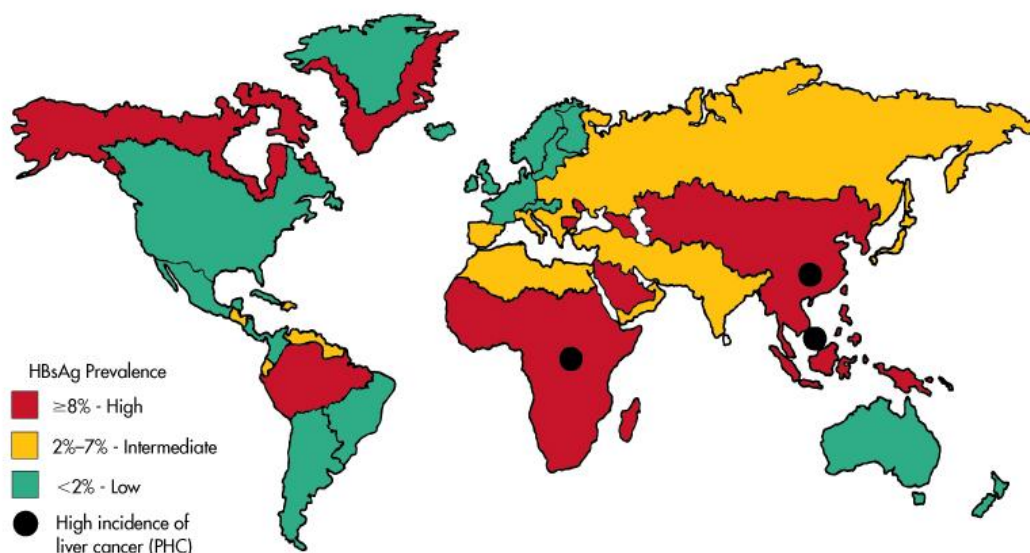 HBsAg Prevalence
≥8% - High
2%–7% - Intermediate
<2% - Low
High incidence of
liver cancer (PHC)